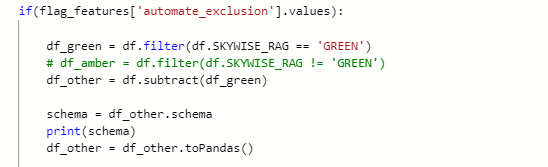 if(flag_features['automate_exclusion'].values):
df_green = df.filter(df.SKYWISE_RAG == 'GREEN')
# df_amber = df.filter(df.SKYWISE_RAG != 'GREEN')
df_other = df.subtract(df_green)
schema = df_other.schema
print(schema)
df_other = df_other.toPandas()